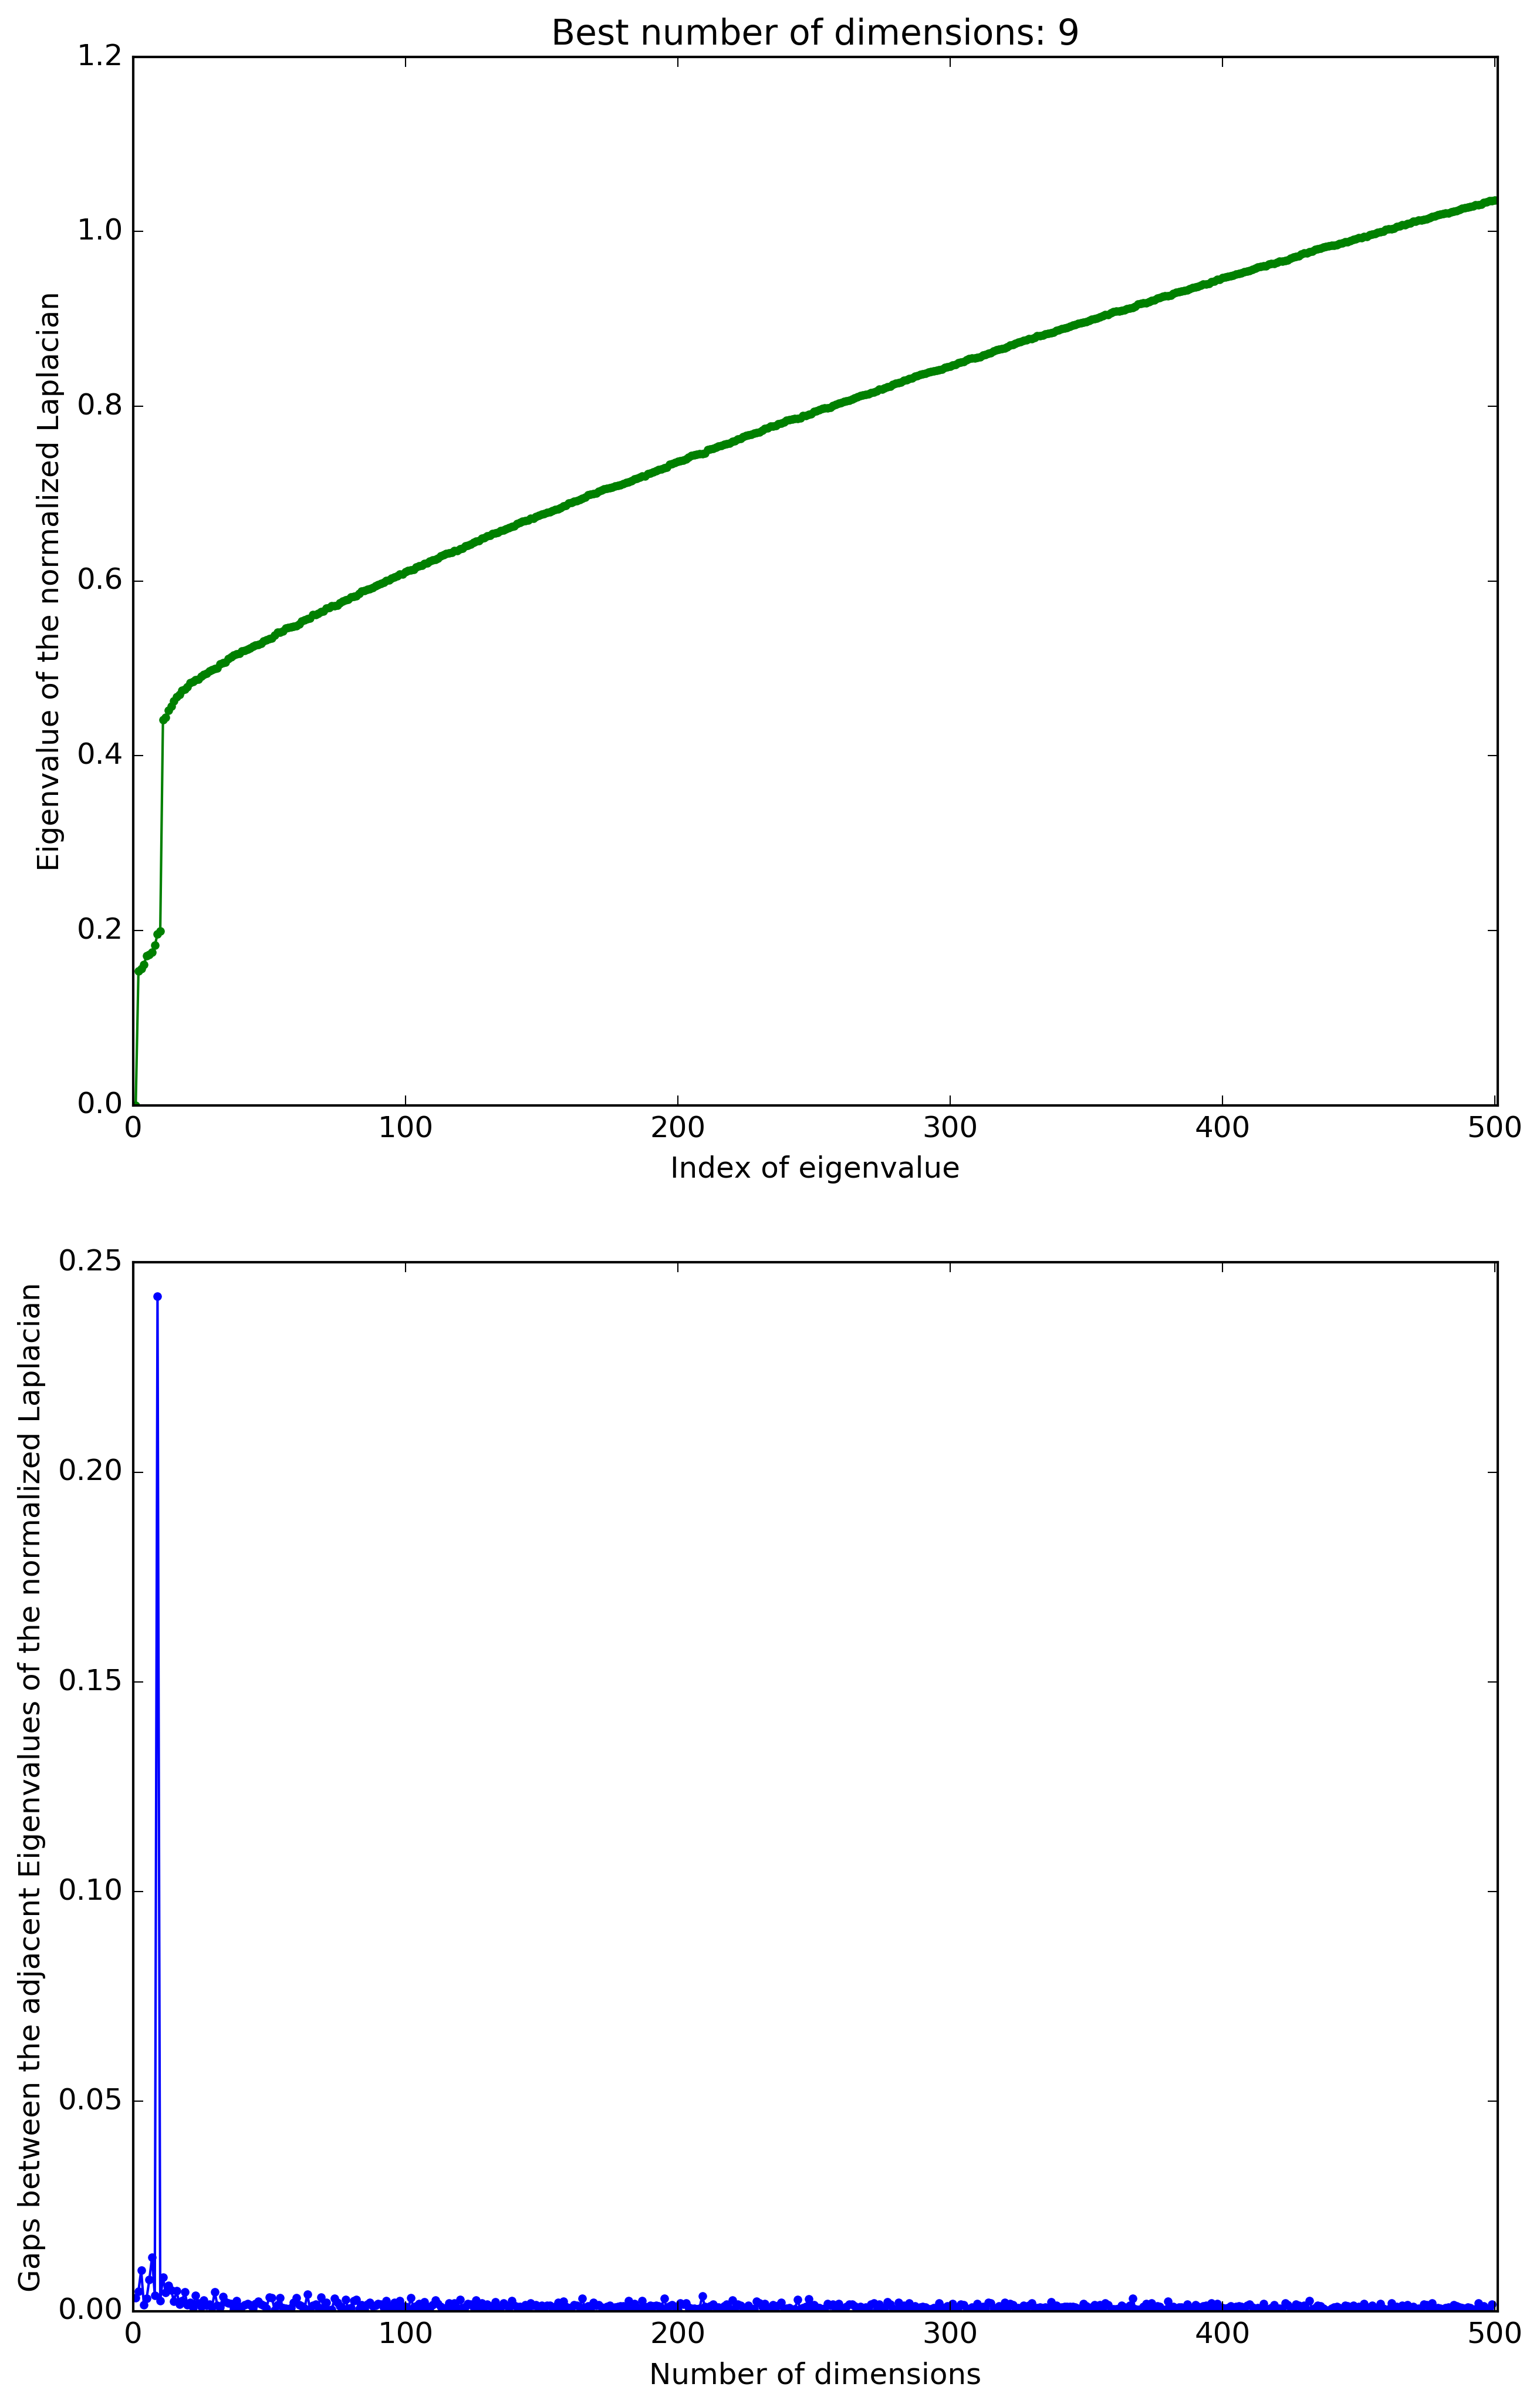 Best number of dimensions: 9
1.2
1.0
0.8
0.6
0.4
0.2
0.0
Eigenvalue of the normalized Laplacian
0 100 200 300 400 500
Index of eigenvalue
0.25
0.20
0.15
0.10
0.05
0.00
Gaps between the adjacent Eigenvalues of the normalized Laplacian
0 100 200 300 400 500
Number of dimensions